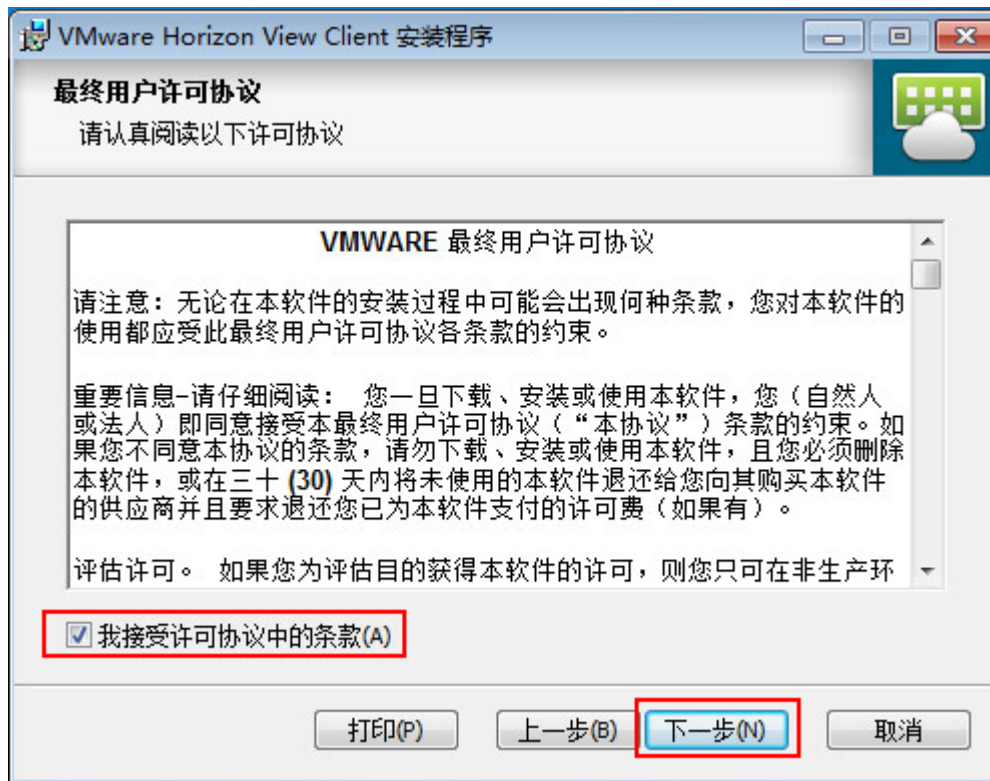 VMware Horizon View Client 安装程序
最终用户许可协议
请认真阅读以下许可协议
VMWARE 最终用户许可协议
请注意：无论在本软件的安装过程中可能会出现何种条款，您对本软件的
使用都应受此最终用户许可协议各条款的约束。
重要信息-请仔细阅读： 您一旦下载、安装或使用本软件，您（自然人
或法人）即同意接受本最终用户许可协议（“本协议”）条款的约束。如
果您不同意本协议的条款，请勿下载、安装或使用本软件，且您必须删除
本软件，或在三十 (30) 天内将未使用的本软件退还给您向其购买本软件
的供应商并且要求退还您已为本软件支付的许可费（如果有）。
评估许可。 如果您为评估目的获得本软件的许可，则您只可在非生产环
我接受许可协议中的条款(A)
打印(P) 上一步(B) 下一步(N) 取消